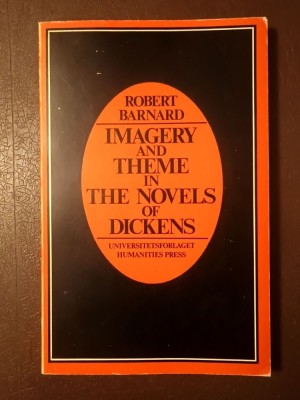 ROBERT
BARNARD
IMAGERY
AND
THEME
IN
THE NOVELS
OF
DICKENS
UNIVERSITETSFORLAGET
HUMANITIES PRESS